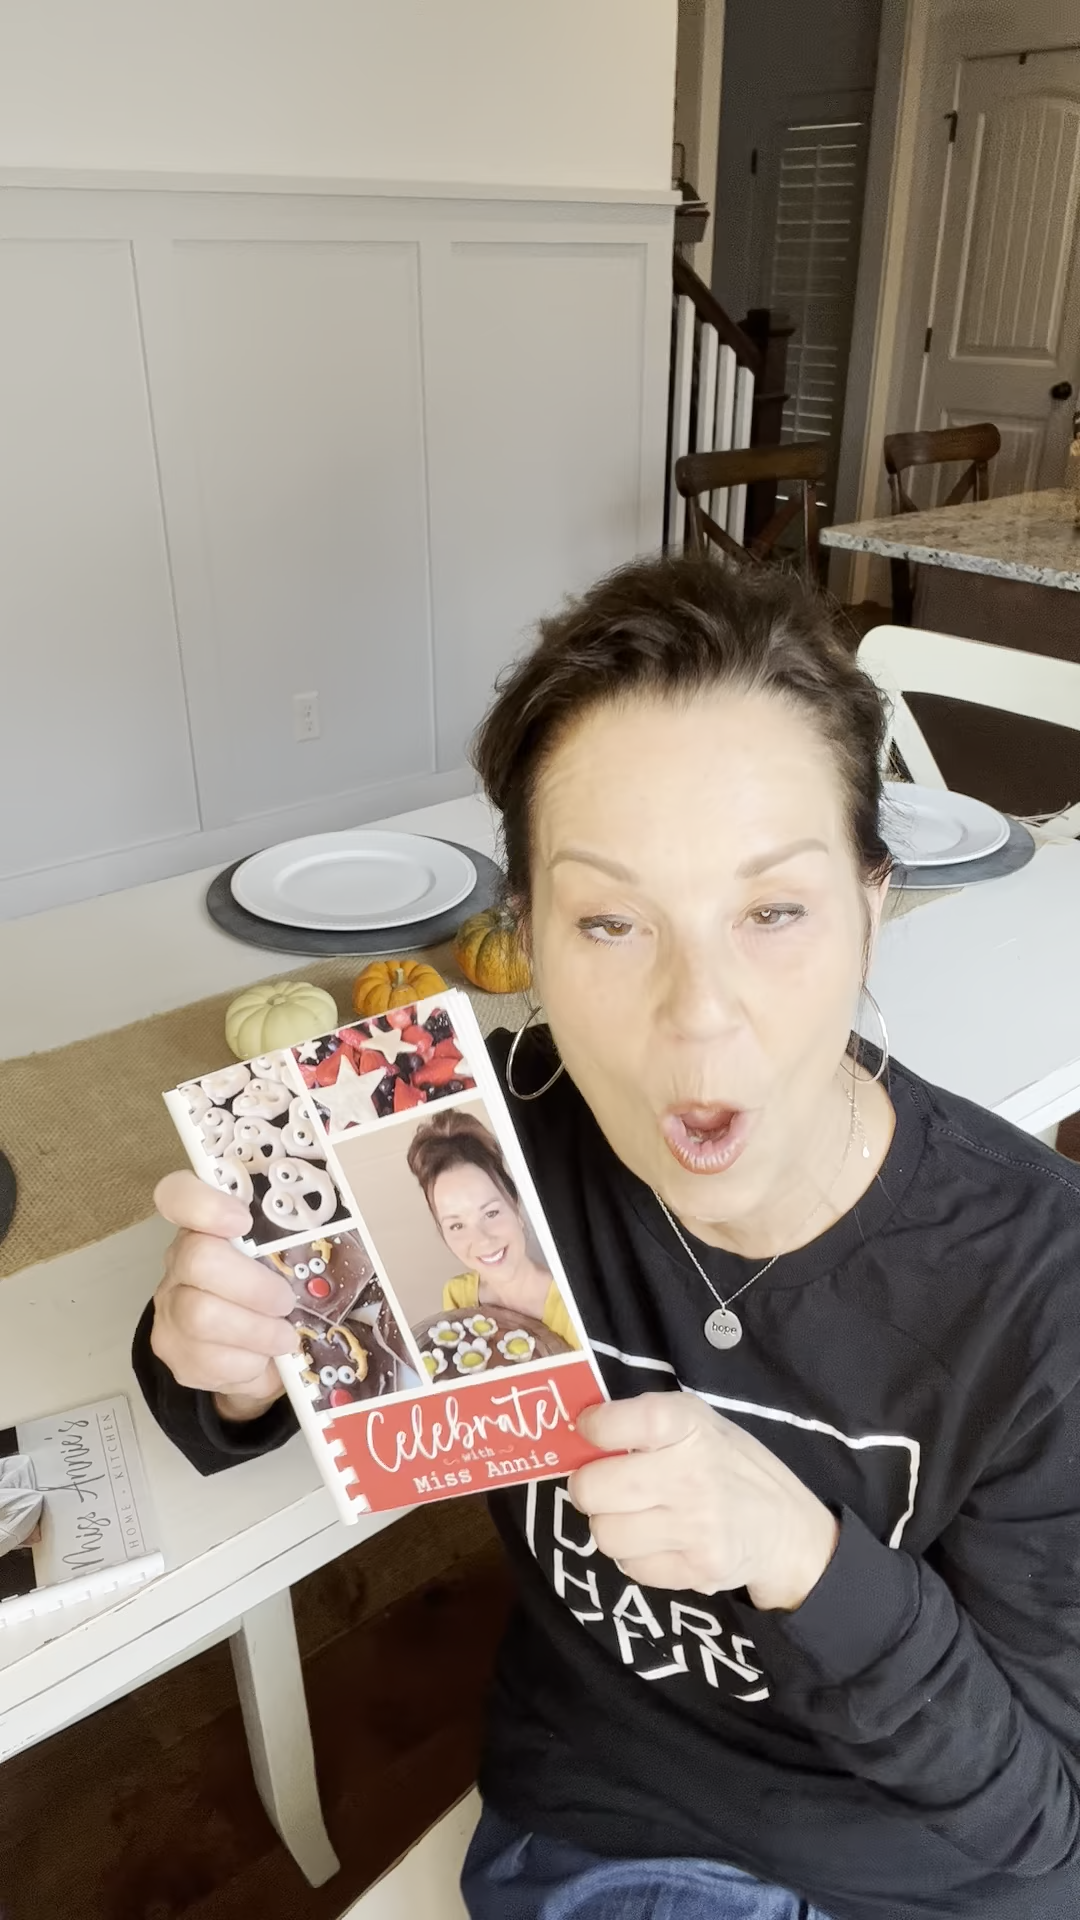 hope
Celebrate!
with
Miss Annie
Miss Annie's
HOME • KITCHEN
HARD